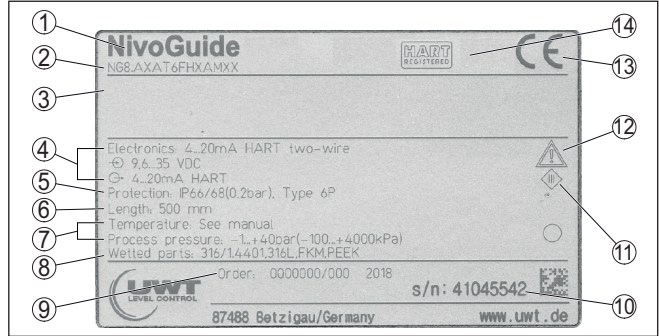 1
NivoGuide
14
HART
REGISTERED
CE
13
2
NG8.AXAT6FHXAMXX
3
12
4
Electronics: 4...20mA HART two-wire
9,6...35 VDC
4...20mA HART
5
Protection: IP66/68(0.2bar), Type 6P
6
Length: 500 mm
7
Temperature: See manual
Process pressure: -1...+40bar(-100...+4000kPa)
11
8
Wetted parts: 316/1.4401,316L,FKM,PEEK
9
Order: 0000000/000 2018
UWT
LEVEL CONTROL
s/n: 41045542
10
87488 Betzigau/Germany
www.uwt.de